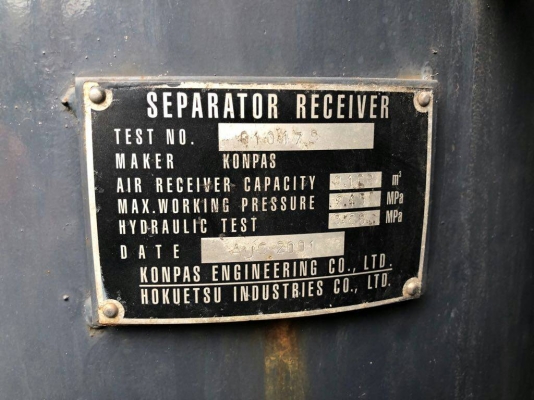 SEPARATOR RECEIVER
TEST NO.
MAKER KONPAS
AIR RECEIVER CAPACITY m³
MAX.WORKING PRESSURE MPa
HYDRAULIC TEST MPa
DATE 2001
KONPAS ENGINEERING CO., LTD.
HOKUETSU INDUSTRIES CO., LTD.